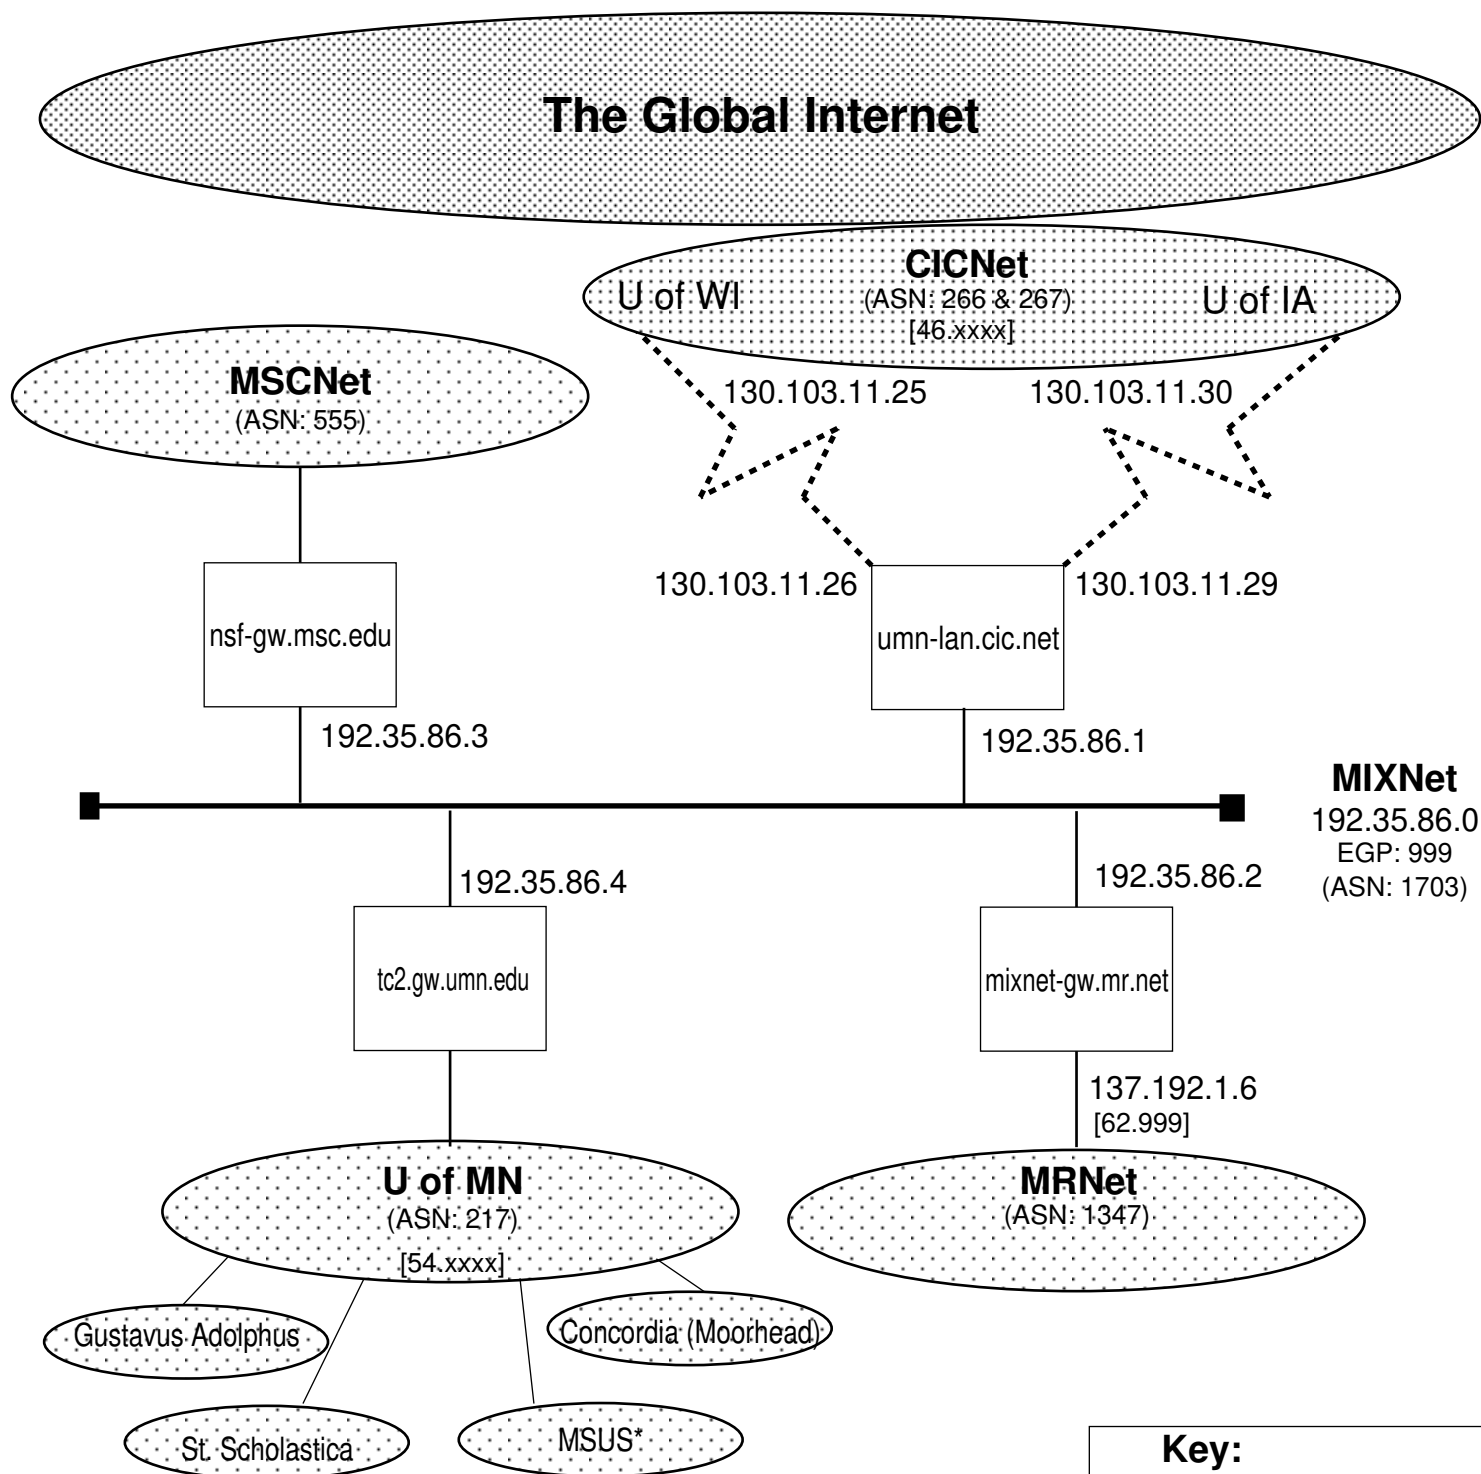 The Global Internet
CICNet
U of WI
(ASN: 266 & 267)
U of IA
[46.xxxx]
MSCNet
(ASN: 555)
130.103.11.25
130.103.11.30
130.103.11.26
130.103.11.29
nsf-gw.msc.edu
umn-lan.cic.net
192.35.86.3
192.35.86.1
MIXNet
192.35.86.0
EGP: 999
(ASN: 1703)
192.35.86.4
192.35.86.2
tc2.gw.umn.edu
mixnet-gw.mr.net
137.192.1.6
[62.999]
U of MN
(ASN: 217)
[54.xxxx]
MRNet
(ASN: 1347)
Gustavus Adolphus
Concordia (Moorhead)
St. Scholastica
MSUS*
Key: